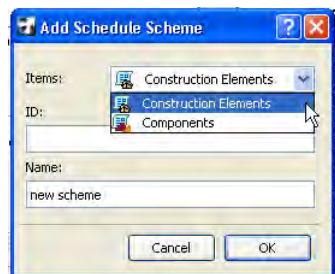 Add Schedule Scheme
Items: Construction Elements
Construction Elements
Components
ID:
Name:
new scheme
Cancel OK